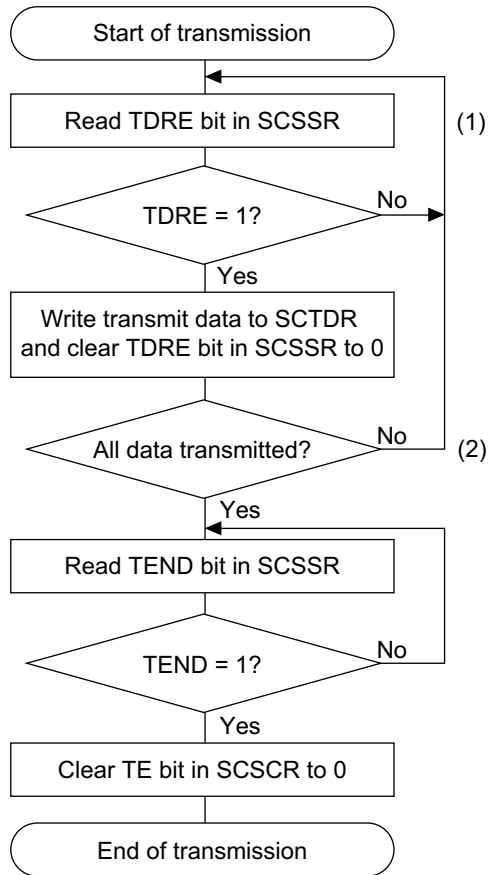 Start of transmission
Read TDRE bit in SCSSR
(1)
TDRE = 1?
No
Yes
Write transmit data to SCTDR
and clear TDRE bit in SCSSR to 0
All data transmitted?
No
(2)
Yes
Read TEND bit in SCSSR
TEND = 1?
No
Yes
Clear TE bit in SCSCR to 0
End of transmission